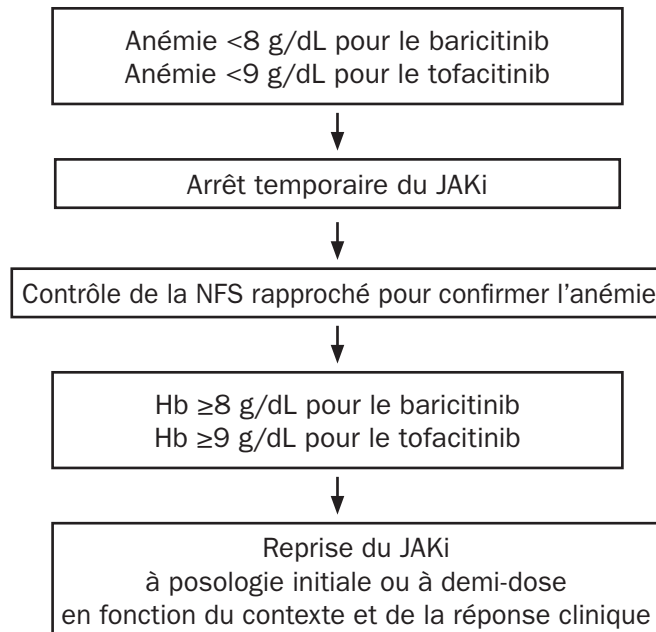 Anémie <8 g/dL pour le baricitinib
Anémie <9 g/dL pour le tofacitinib
Arrêt temporaire du JAKi
Contrôle de la NFS rapproché pour confirmer l’anémie
Hb ≥8 g/dL pour le baricitinib
Hb ≥9 g/dL pour le tofacitinib
Reprise du JAKi
à posologie initiale ou à demi-dose
en fonction du contexte et de la réponse clinique